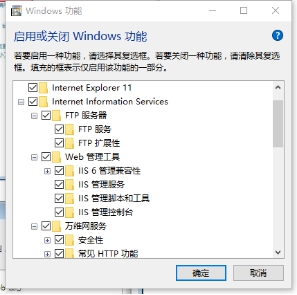 Windows 功能
启用或关闭 Windows 功能
若要启用一种功能，请选择其复选框。若要关闭一种功能，请清除其复选
框。填充的框表示仅启用该功能的一部分。
Internet Explorer 11
Internet Information Services
FTP 服务器
FTP 服务
FTP 扩展性
Web 管理工具
IIS 6 管理兼容性
IIS 管理服务
IIS 管理脚本和工具
IIS 管理控制台
万维网服务
安全性
常见 HTTP 功能
确定
取消